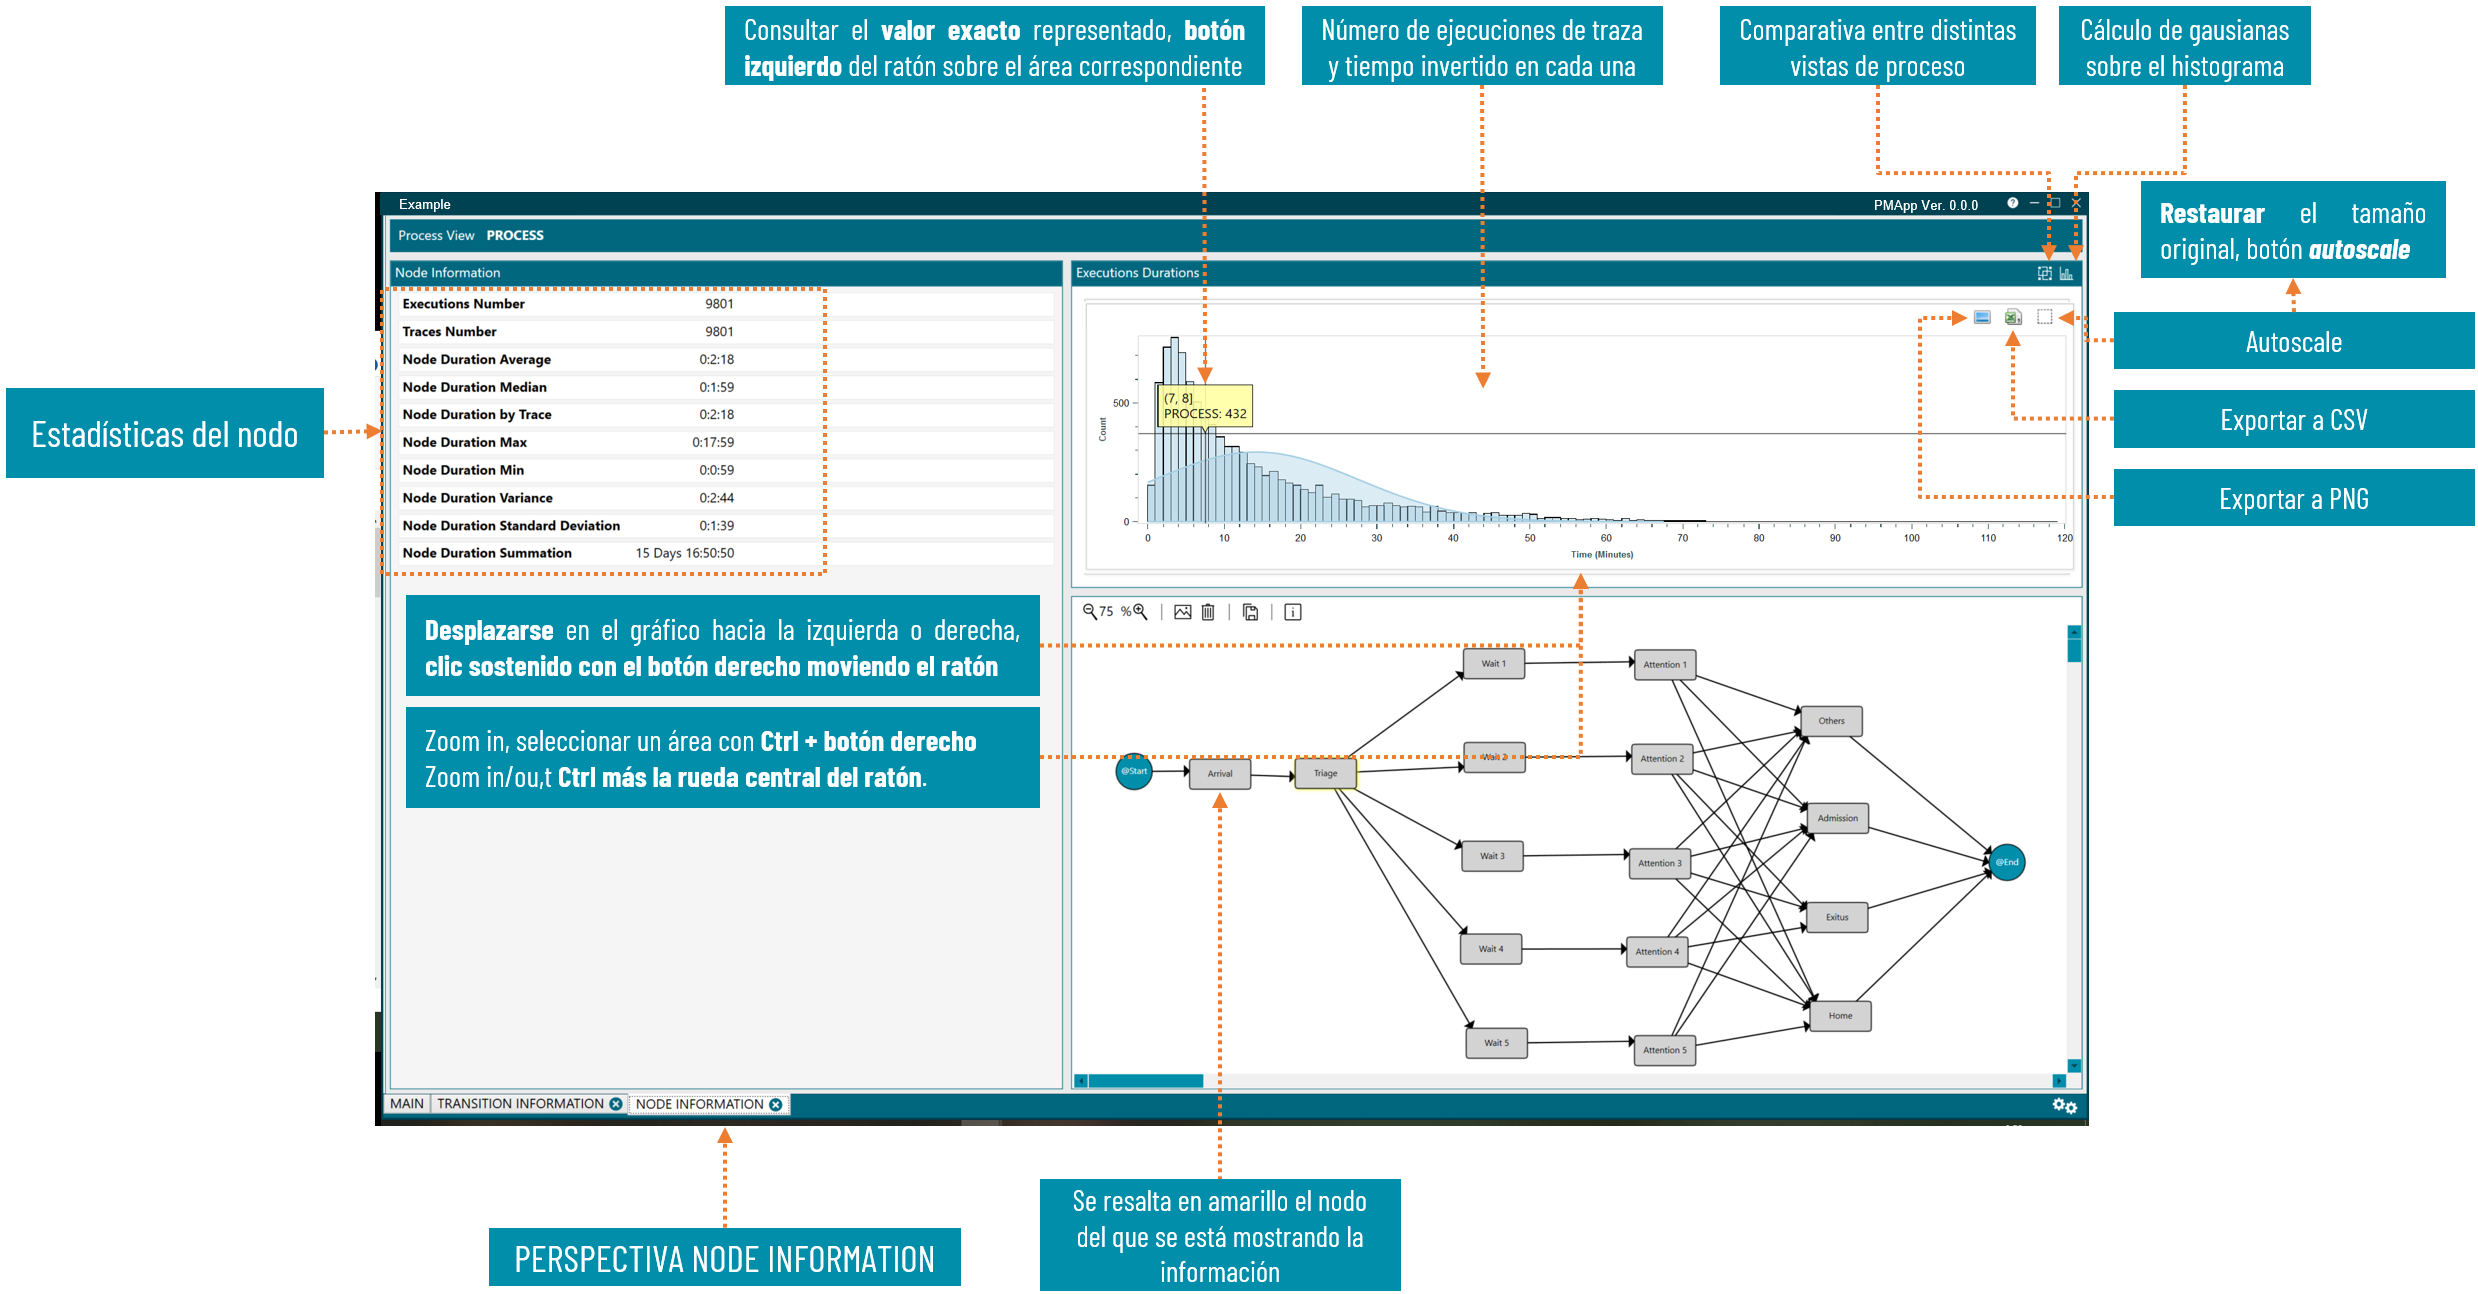 Consultar el valor exacto representado, botón
izquierdo del ratón sobre el área correspondiente
Número de ejecuciones de traza
y tiempo invertido en cada una
Comparativa entre distintas
vistas de proceso
Cálculo de gausianas
sobre el histograma
Restaurar el tamaño
original, botón autoscale
Autoscale
Exportar a CSV
Exportar a PNG
Estadísticas del nodo
Example
PMApp Ver. 0.0.0
Process View PROCESS
Node Information
Executions Number 9801
Traces Number 9801
Node Duration Average 0:2:18
Node Duration Median 0:1:59
Node Duration by Trace 0:2:18
Node Duration Max 0:17:59
Node Duration Min 0:0:59
Node Duration Variance 0:2:44
Node Duration Standard Deviation 0:1:39
Node Duration Summation 15 Days 16:50:50
Desplazarse en el gráfico hacia la izquierda o derecha,
clic sostenido con el botón derecho moviendo el ratón
Zoom in, seleccionar un área con Ctrl + botón derecho
Zoom in/ou,t Ctrl más la rueda central del ratón.
Executions Durations
Count
500
0
(7, 8]
PROCESS: 432
0 10 20 30 40 50 60 70 80 90 100 110 120
Time (Minutes)
75 %
@Start
Arrival
Triage
Wait 1
Wait 2
Wait 3
Wait 4
Wait 5
Attention 1
Attention 2
Attention 3
Attention 4
Attention 5
Others
Admission
Exitus
Home
@End
MAIN
TRANSITION INFORMATION
NODE INFORMATION
PERSPECTIVA NODE INFORMATION
Se resalta en amarillo el nodo
del que se está mostrando la
información